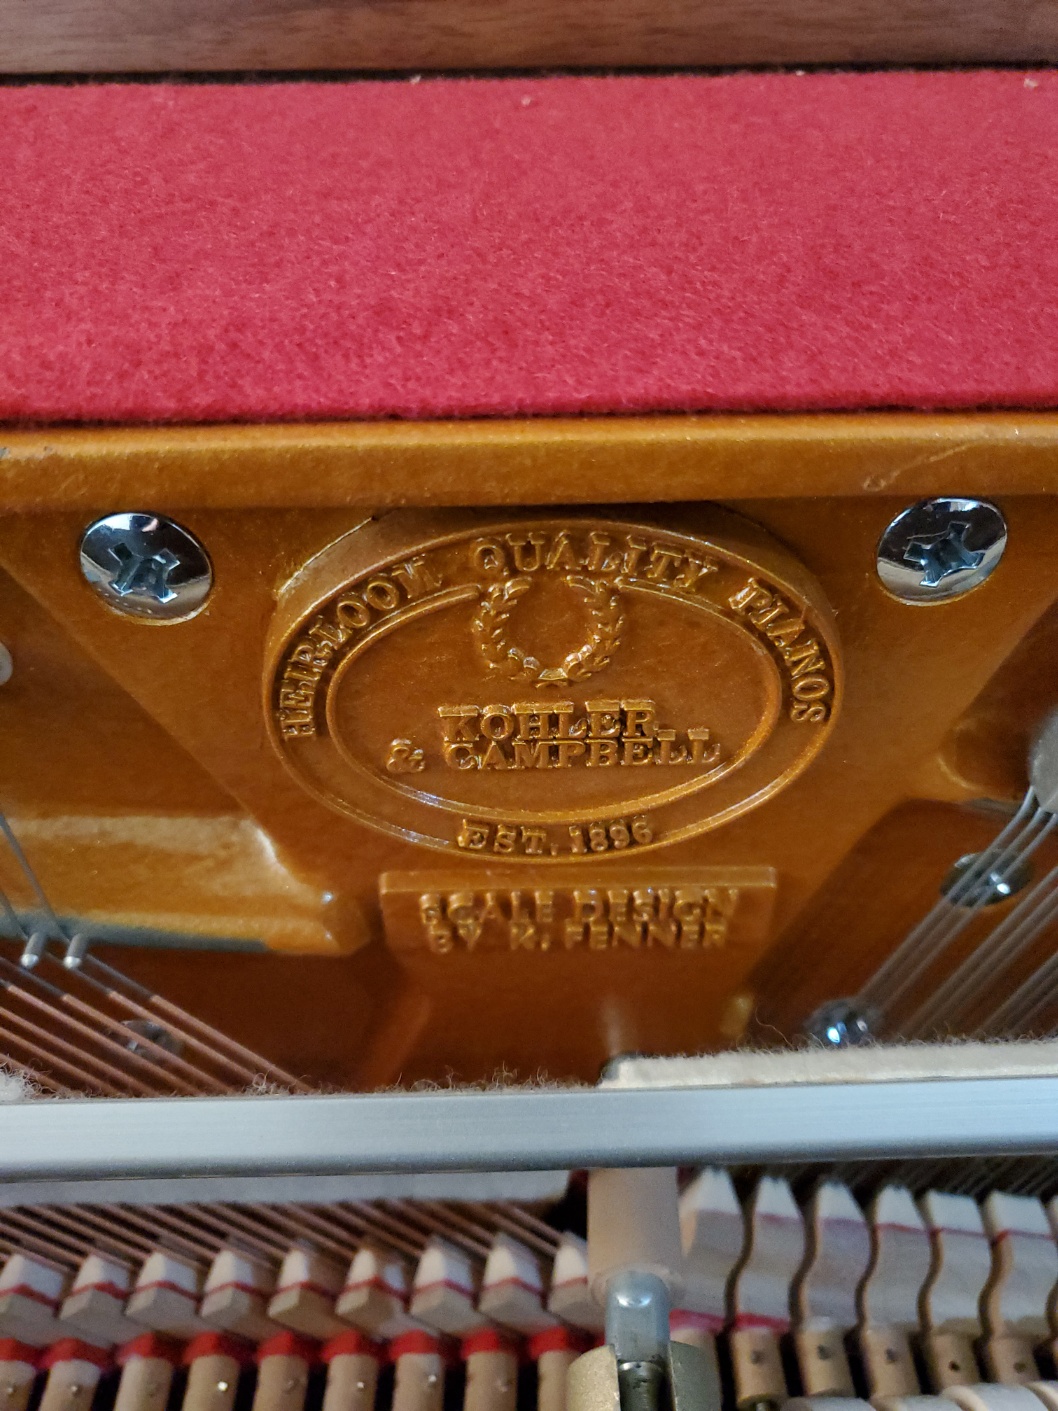 HEIRLOOM QUALITY PIANOS
KOHLER
& CAMPBELL
EST. 1896
SCALE DESIGN
BY K. FENNER